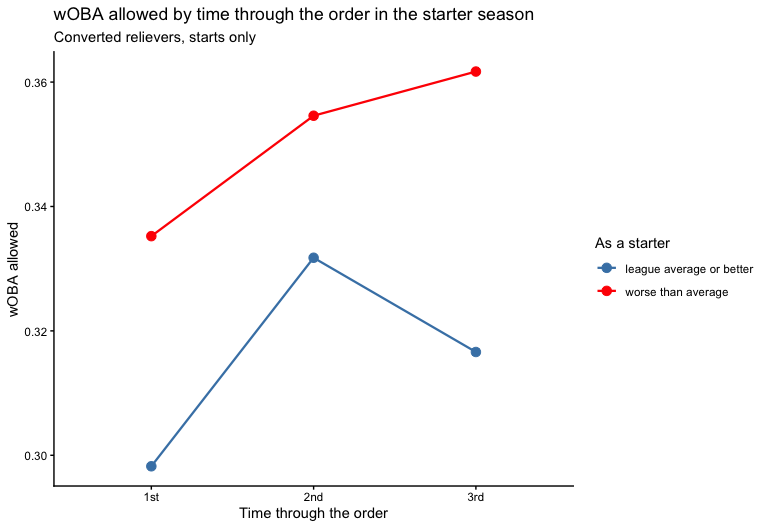 wOBA allowed by time through the order in the starter season
Converted relievers, starts only
wOBA allowed
0.36
0.34
0.32
0.30
1st
2nd
3rd
Time through the order
As a starter
league average or better
worse than average